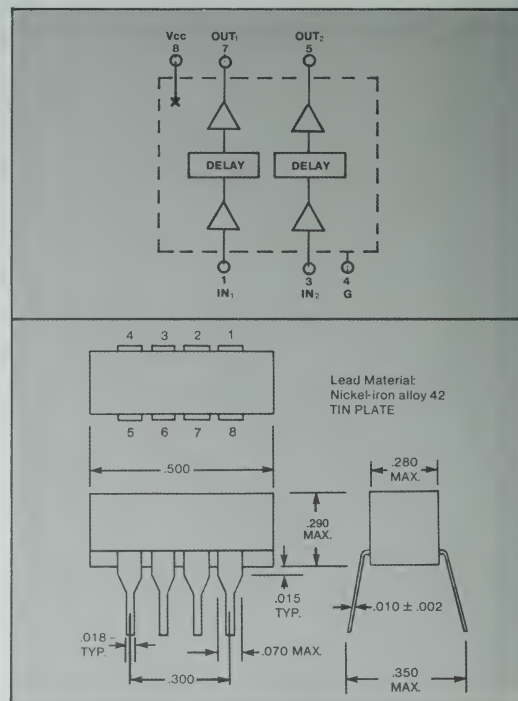 Vcc OUT₁ OUT₂
8 7 5
DELAY DELAY
1 3 4
IN₁ IN₂ G
4 3 2 1
Lead Material:
Nickel-iron alloy 42
TIN PLATE
5 6 7 8
.500
.280
MAX.
.290
MAX.
.015
TYP.
.010 ± .002
.018
TYP.
.070 MAX.
.300
.350
MAX.